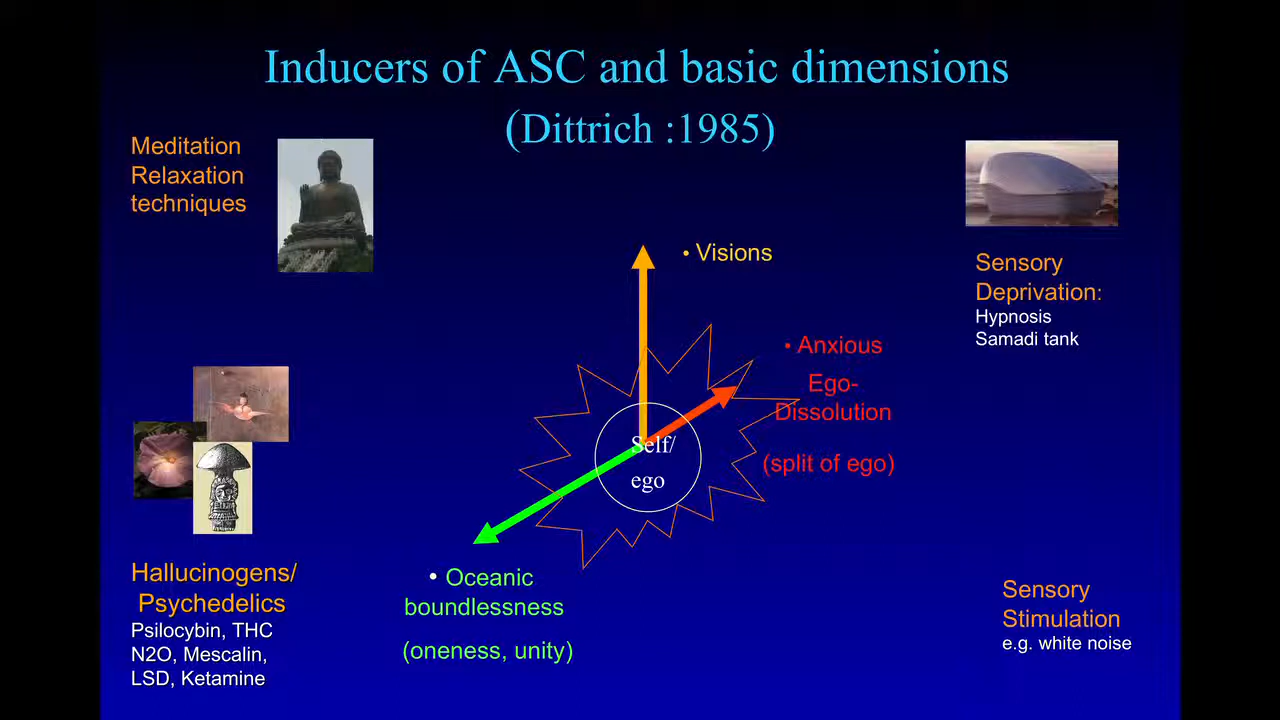 Inducers of ASC and basic dimensions
(Dittrich :1985)
Meditation
Relaxation
techniques
• Visions
Sensory
Deprivation:
Hypnosis
Samadi tank
• Anxious
Ego-
Dissolution
(split of ego)
Self/
ego
Hallucinogens/
Psychedelics
Psilocybin, THC
N2O, Mescalin,
LSD, Ketamine
• Oceanic
boundlessness
(oneness, unity)
Sensory
Stimulation
e.g. white noise